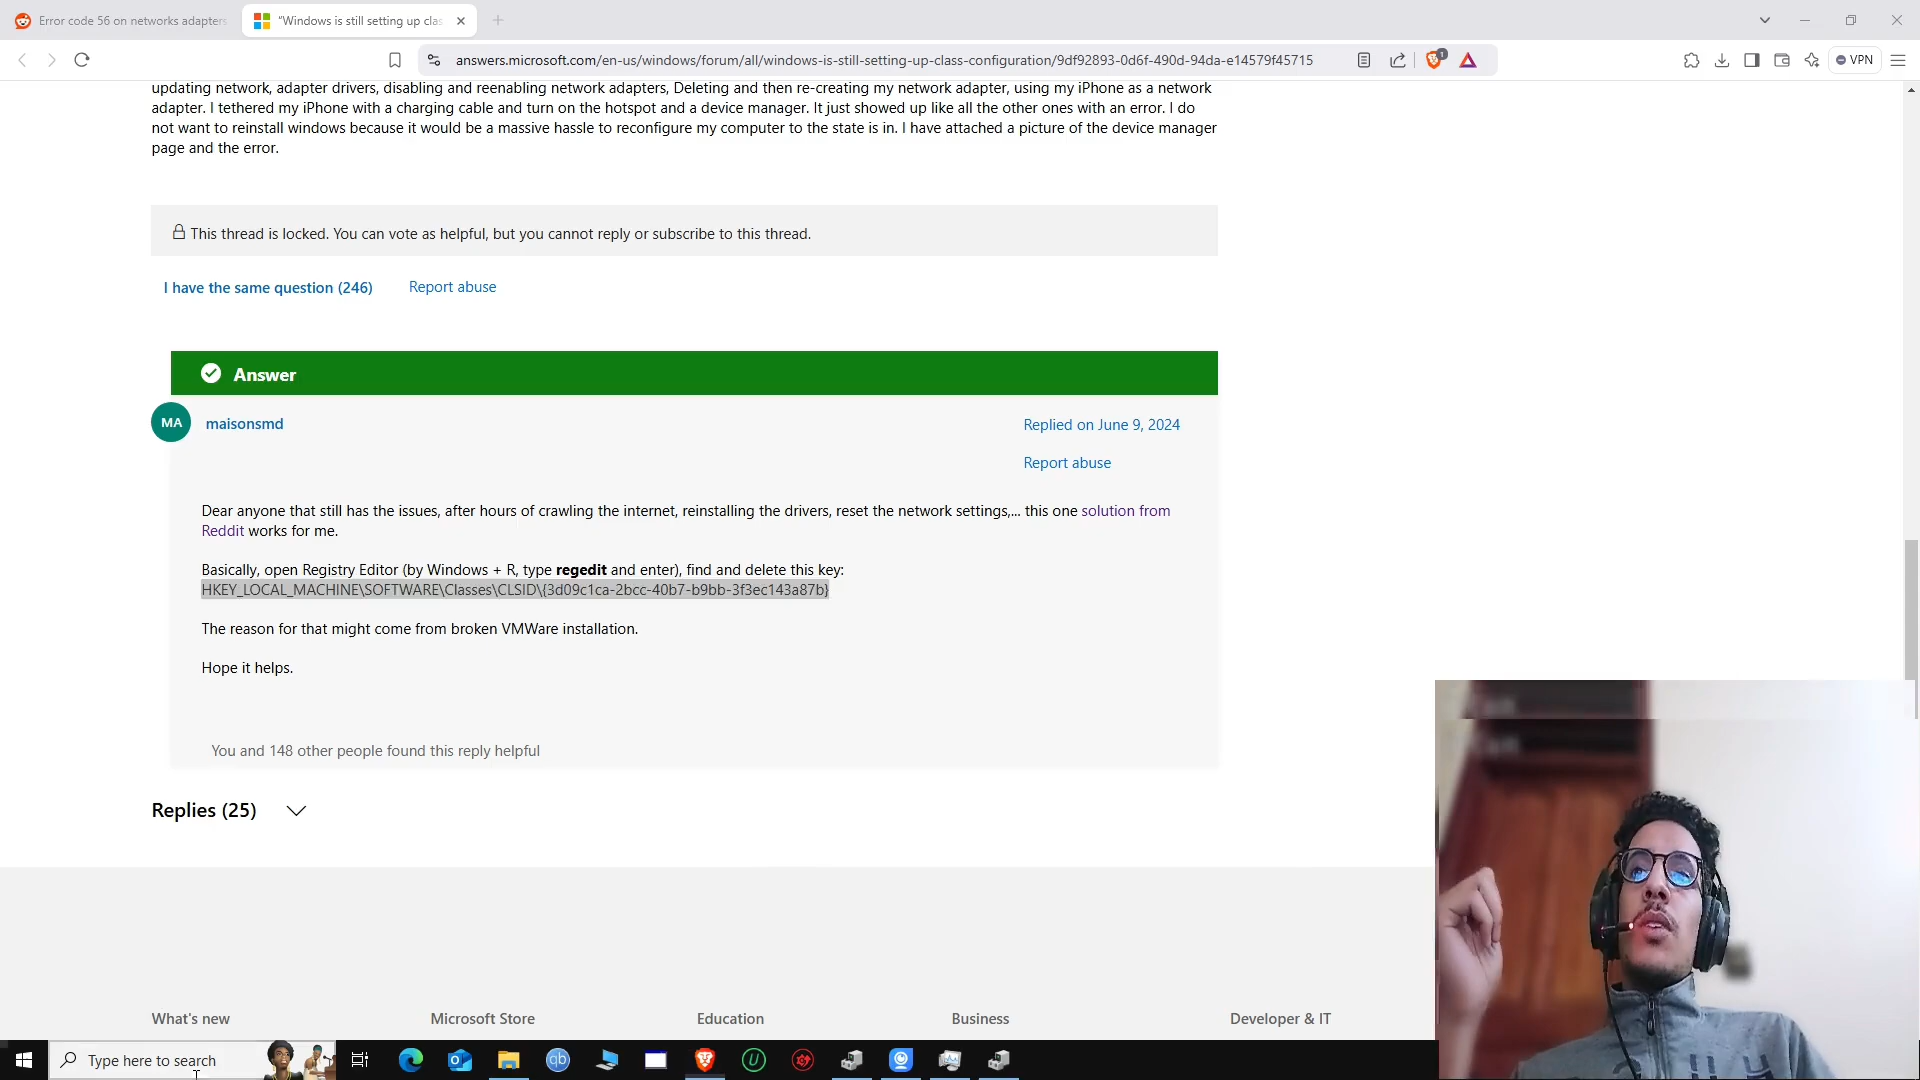 Error code 56 on networks adapters
"Windows is still setting up clas
answers.microsoft.com/en-us/windows/forum/all/windows-is-still-setting-up-class-configuration/9df92893-0d6f-490d-94da-e14579f45715
1
VPN
updating network, adapter drivers, disabling and reenabling network adapters, Deleting and then re-creating my network adapter, using my iPhone as a network
adapter. I tethered my iPhone with a charging cable and turn on the hotspot and a device manager. It just showed up like all the other ones with an error. I do
not want to reinstall windows because it would be a massive hassle to reconfigure my computer to the state is in. I have attached a picture of the device manager
page and the error.
This thread is locked. You can vote as helpful, but you cannot reply or subscribe to this thread.
I have the same question (246) Report abuse
Answer
MA maisonsmd Replied on June 9, 2024
Report abuse
Dear anyone that still has the issues, after hours of crawling the internet, reinstalling the drivers, reset the network settings,... this one solution from
Reddit works for me.
Basically, open Registry Editor (by Windows + R, type regedit and enter), find and delete this key:
HKEY_LOCAL_MACHINE\SOFTWARE\Classes\CLSID\{3d09c1ca-2bcc-40b7-b9bb-3f3ec143a87b}
The reason for that might come from broken VMWare installation.
Hope it helps.
You and 148 other people found this reply helpful
Replies (25)
What's new Microsoft Store Education Business Developer & IT
Type here to search
qb
U